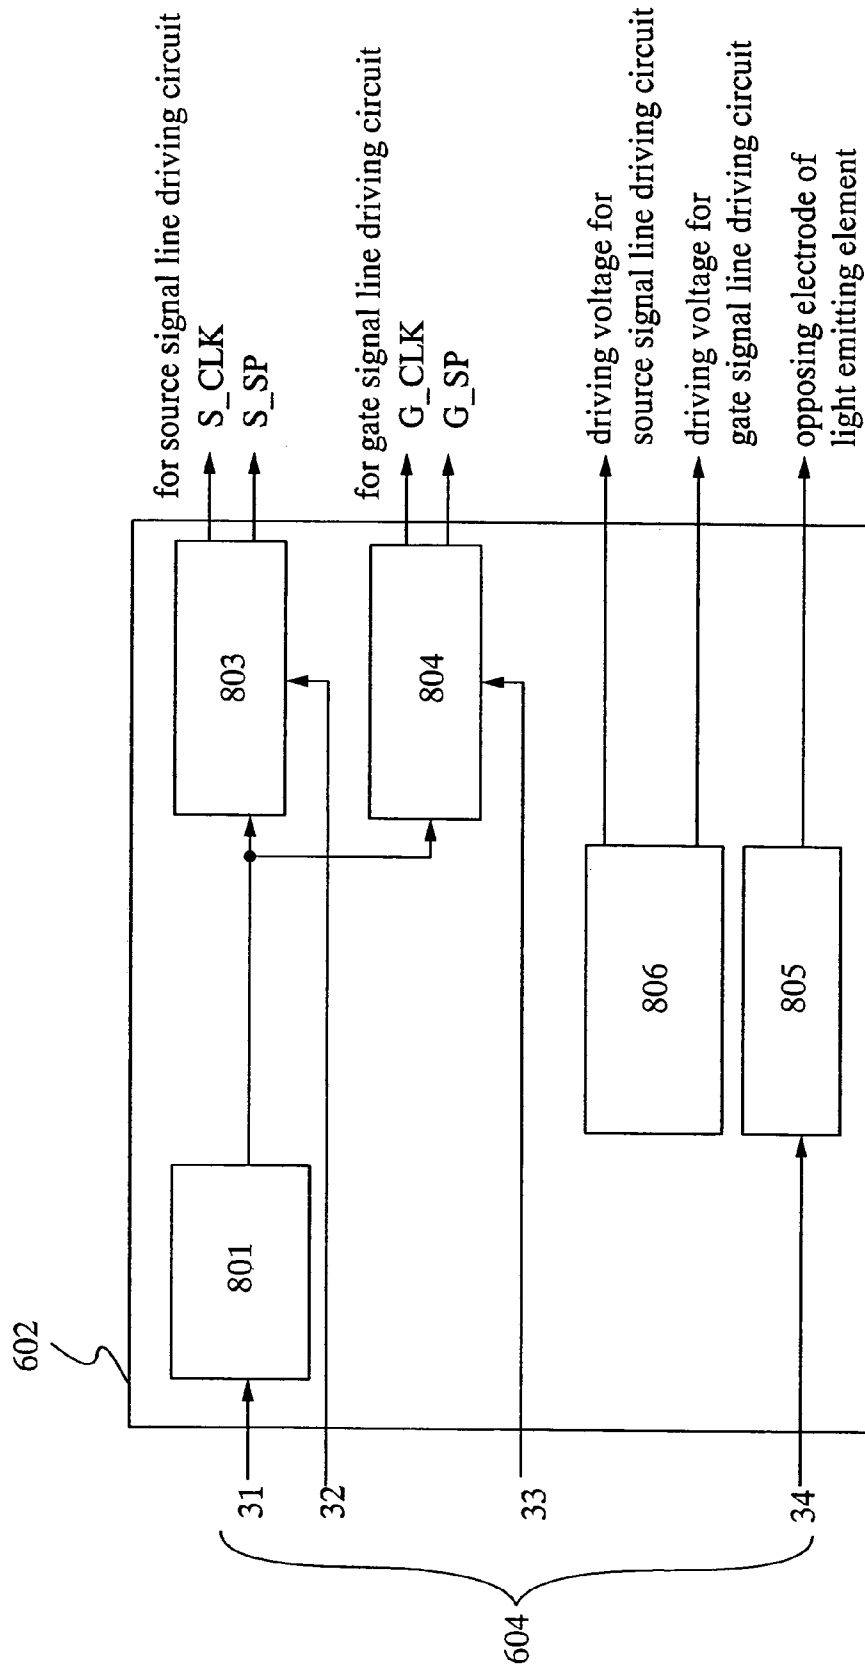 602
for source signal line driving circuit
S_CLK
S_SP
801
803
31
32
for gate signal line driving circuit
G_CLK
G_SP
804
33
604
driving voltage for
source signal line driving circuit
806
driving voltage for
gate signal line driving circuit
805
34
opposing electrode of
light emitting element